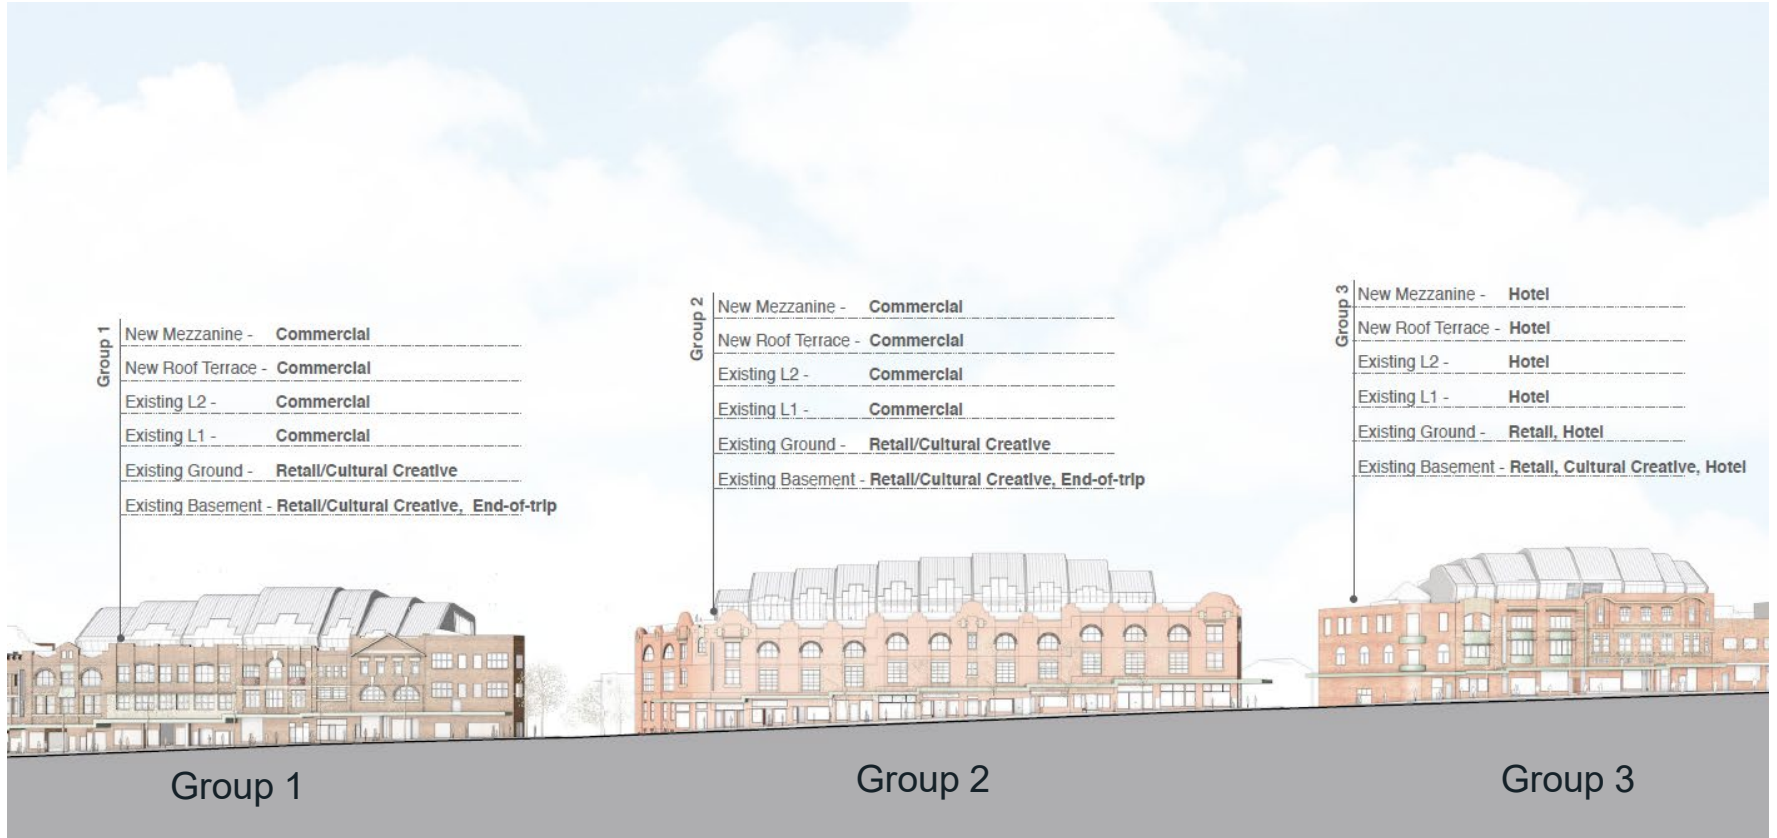 Group 1
New Mezzanine - Commercial
New Roof Terrace - Commercial
Existing L2 - Commercial
Existing L1 - Commercial
Existing Ground - Retail/Cultural Creative
Existing Basement - Retail/Cultural Creative, End-of-trip
Group 2
New Mezzanine - Commercial
New Roof Terrace - Commercial
Existing L2 - Commercial
Existing L1 - Commercial
Existing Ground - Retail/Cultural Creative
Existing Basement - Retail/Cultural Creative, End-of-trip
Group 3
New Mezzanine - Hotel
New Roof Terrace - Hotel
Existing L2 - Hotel
Existing L1 - Hotel
Existing Ground - Retail, Hotel
Existing Basement - Retail, Cultural Creative, Hotel
Group 1
Group 2
Group 3